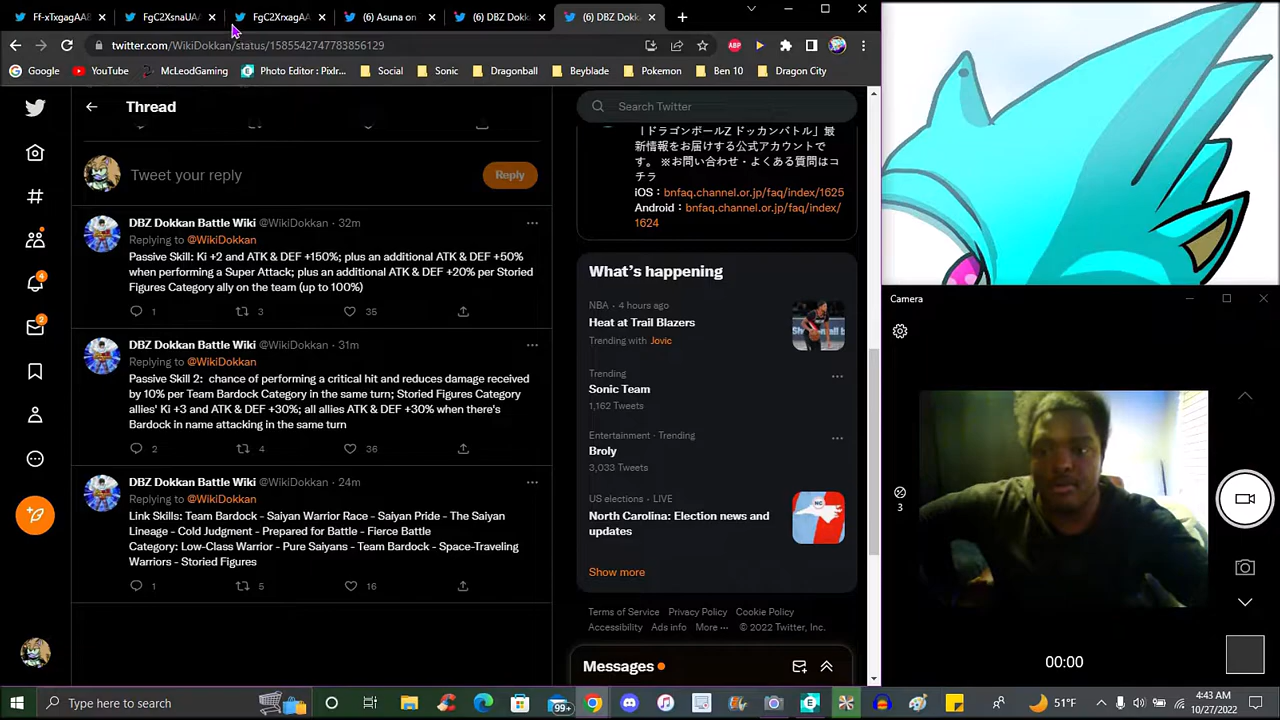 Ff-xTxgagAA8
FgC2XsnaUAA
FgC2XrxagAA
(6) Asuna on
(6) DBZ Dokk
(6) DBZ Dokk
twitter.com/WikiDokkan/status/1585542747783856129
ABP
Google
YouTube
McLeodGaming
Photo Editor : Pixlr...
Social
Sonic
Dragonball
Beyblade
Pokemon
Ben 10
Dragon City
Thread
Tweet your reply
Reply
DBZ Dokkan Battle Wiki @WikiDokkan · 32m
Replying to @WikiDokkan
Passive Skill: Ki +2 and ATK & DEF +150%; plus an additional ATK & DEF +50%
when performing a Super Attack; plus an additional ATK & DEF +20% per Storied
Figures Category ally on the team (up to 100%)
1 3 35
DBZ Dokkan Battle Wiki @WikiDokkan · 31m
Replying to @WikiDokkan
Passive Skill 2: chance of performing a critical hit and reduces damage received
by 10% per Team Bardock Category in the same turn; Storied Figures Category
allies' Ki +3 and ATK & DEF +30%; all allies ATK & DEF +30% when there's
Bardock in name attacking in the same turn
2 4 36
DBZ Dokkan Battle Wiki @WikiDokkan · 24m
Replying to @WikiDokkan
Link Skills: Team Bardock - Saiyan Warrior Race - Saiyan Pride - The Saiyan
Lineage - Cold Judgment - Prepared for Battle - Fierce Battle
Category: Low-Class Warrior - Pure Saiyans - Team Bardock - Space-Traveling
Warriors - Storied Figures
1 5 16
4
2
Search Twitter
「ドラゴンボールZ ドッカンバトル」最
新情報をお届けする公式アカウントで
す。 ※お問い合わせ・よくある質問はコ
チラ
iOS：bnfaq.channel.or.jp/faq/index/1625
Android：bnfaq.channel.or.jp/faq/index/
1624
What's happening
NBA · 4 hours ago
Heat at Trail Blazers
Trending with Jovic
Trending
Sonic Team
1,162 Tweets
Entertainment · Trending
Broly
3,033 Tweets
US elections · LIVE
North Carolina: Election news and
updates
NC
Show more
Terms of Service Privacy Policy Cookie Policy
Accessibility Ads info More ··· © 2022 Twitter, Inc.
Messages
Camera
3
00:00
Type here to search
99+
51°F
4:43 AM
10/27/2022